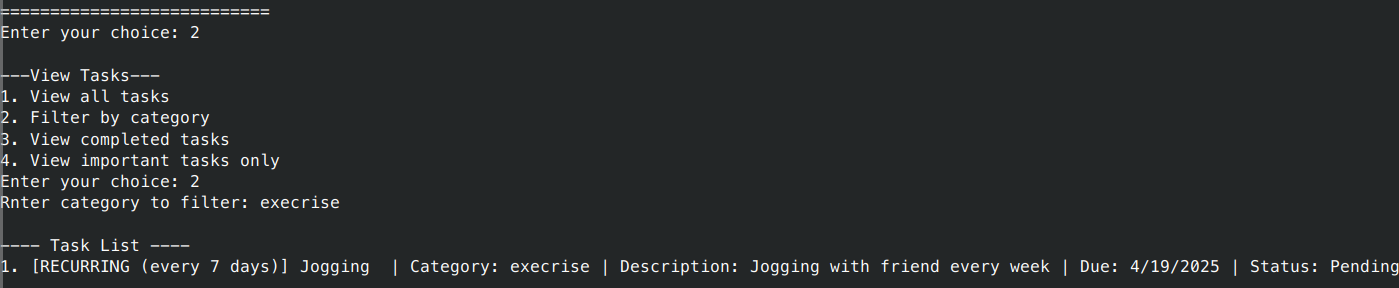 ===========================
Enter your choice: 2
---View Tasks---
1. View all tasks
2. Filter by category
3. View completed tasks
4. View important tasks only
Enter your choice: 2
Rnter category to filter: execrise
---- Task List ----
1. [RECURRING (every 7 days)] Jogging  | Category: execrise | Description: Jogging with friend every week | Due: 4/19/2025 | Status: Pending